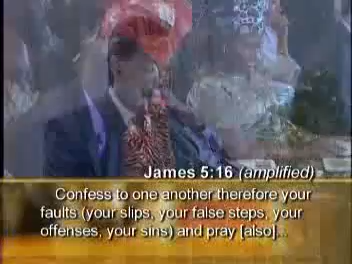 James 5:16 (amplified)
Confess to one another therefore your
faults (your slips, your false steps, your
offenses, your sins) and pray [also]...